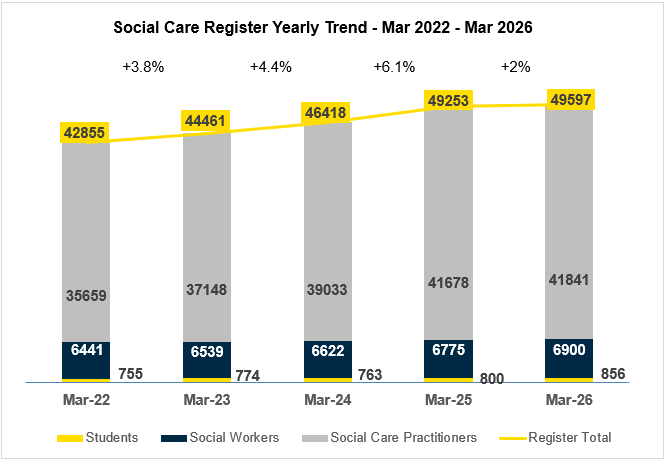 Social Care Register Yearly Trend - Mar 2022 - Mar 2026
+3.8% +4.4% +6.1% +2%
42855 44461 46418 49253 49597
35659 37148 39033 41678 41841
6441 6539 6622 6775 6900
755 774 763 800 856
Mar-22 Mar-23 Mar-24 Mar-25 Mar-26
Students Social Workers Social Care Practitioners Register Total